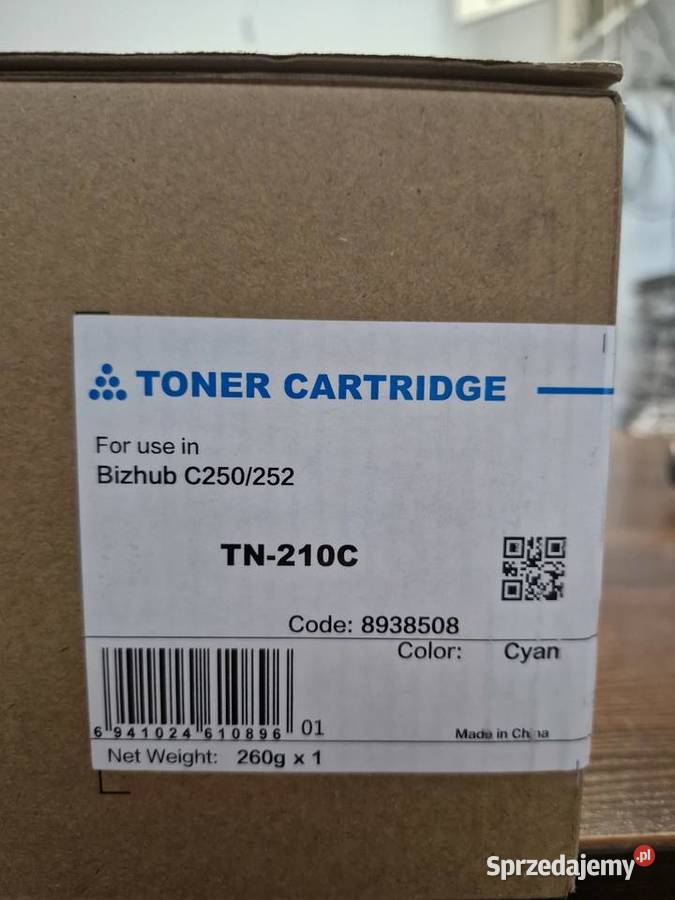 TONER CARTRIDGE
For use in
Bizhub C250/252
TN-210C
Code: 8938508
Color: Cyan
6 941024 610896 01
Made in China
Net Weight: 260g x 1
Sprzedajemy.pl